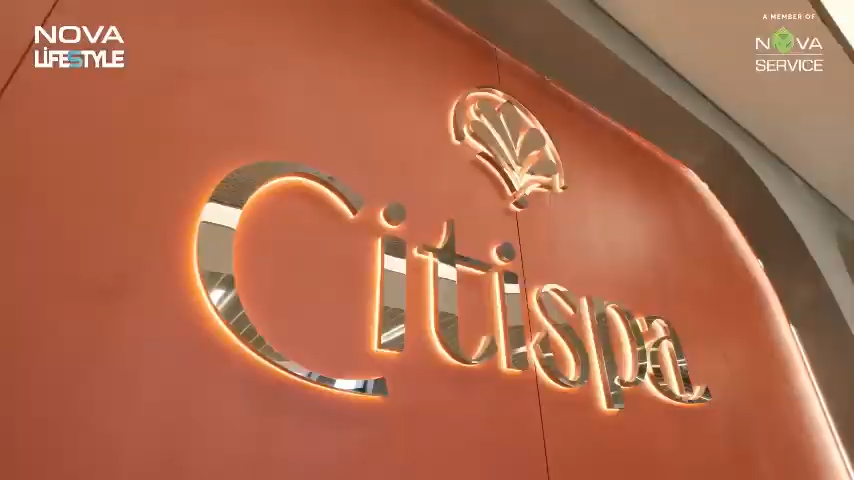 NOVA
LIFESTYLE
A MEMBER OF
NOVA
SERVICE
Citispa